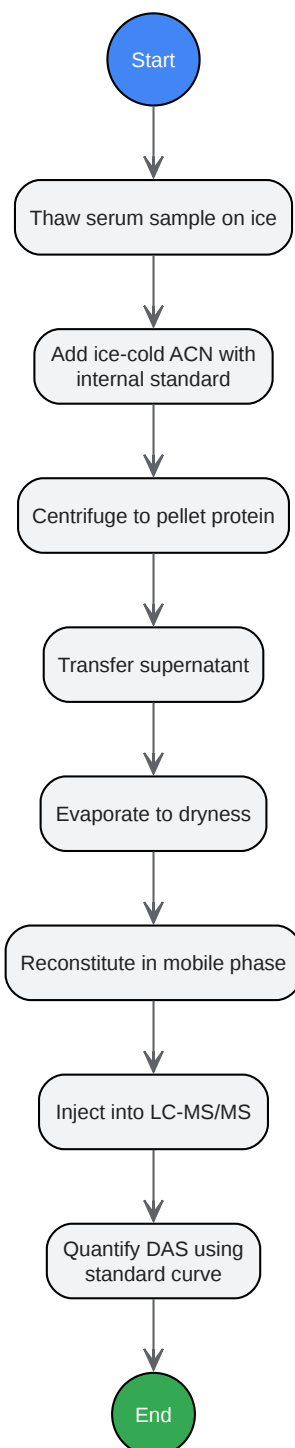 Start
Thaw serum sample on ice
Add ice-cold ACN with
internal standard
Centrifuge to pellet protein
Transfer supernatant
Evaporate to dryness
Reconstitute in mobile phase
Inject into LC-MS/MS
Quantify DAS using
standard curve
End